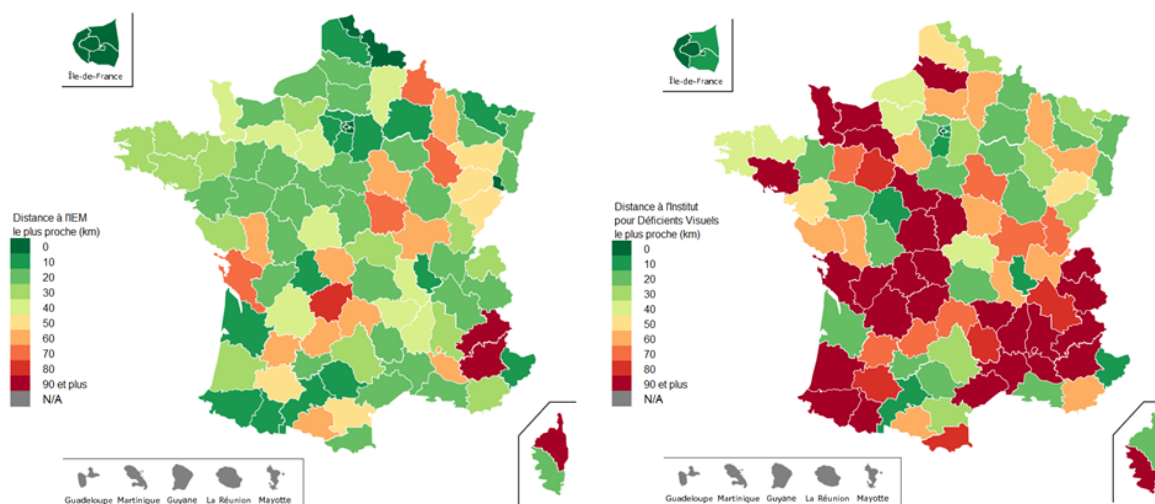 Île-de-France
Distance à l'IEM
le plus proche (km)
0
10
20
30
40
50
60
70
80
90 et plus
N/A
Guadeloupe Martinique Guyane La Réunion Mayotte
Île-de-France
Distance à l'Institut
pour Déficients Visuels
le plus proche (km)
0
10
20
30
40
50
60
70
80
90 et plus
N/A
Guadeloupe Martinique Guyane La Réunion Mayotte